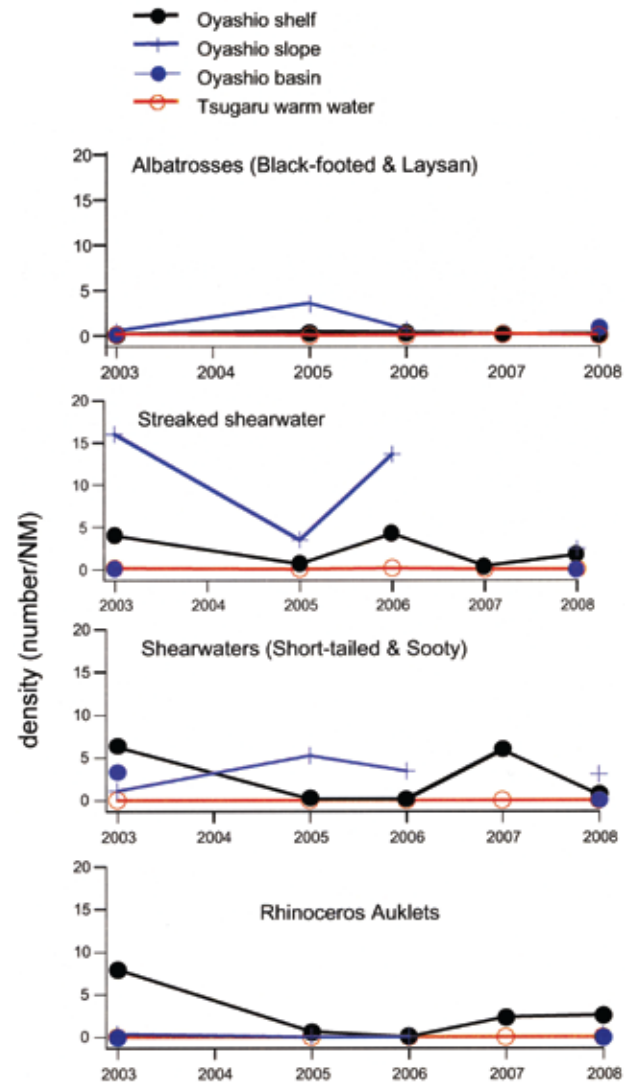 Oyashio shelf
Oyashio slope
Oyashio basin
Tsugaru warm water
Albatrosses (Black-footed & Laysan)
20
15
10
5
0
2003 2004 2005 2006 2007 2008
Streaked shearwater
20
15
10
5
0
2003 2004 2005 2006 2007 2008
Shearwaters (Short-tailed & Sooty)
20
15
10
5
0
2003 2004 2005 2006 2007 2008
Rhinoceros Auklets
20
15
10
5
0
2003 2004 2005 2006 2007 2008
density (number/NM)